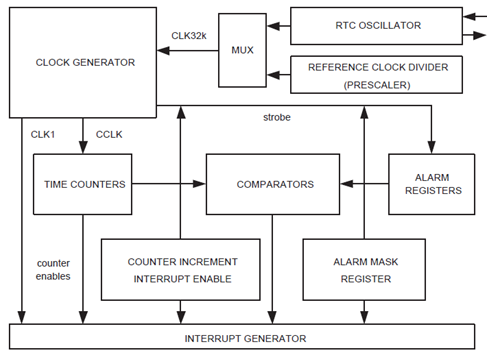 RTC OSCILLATOR
CLK32k
MUX
CLOCK GENERATOR
REFERENCE CLOCK DIVIDER
(PRESCALER)
strobe
CLK1
CCLK
TIME COUNTERS
COMPARATORS
ALARM
REGISTERS
counter
enables
COUNTER INCREMENT
INTERRUPT ENABLE
ALARM MASK
REGISTER
INTERRUPT GENERATOR